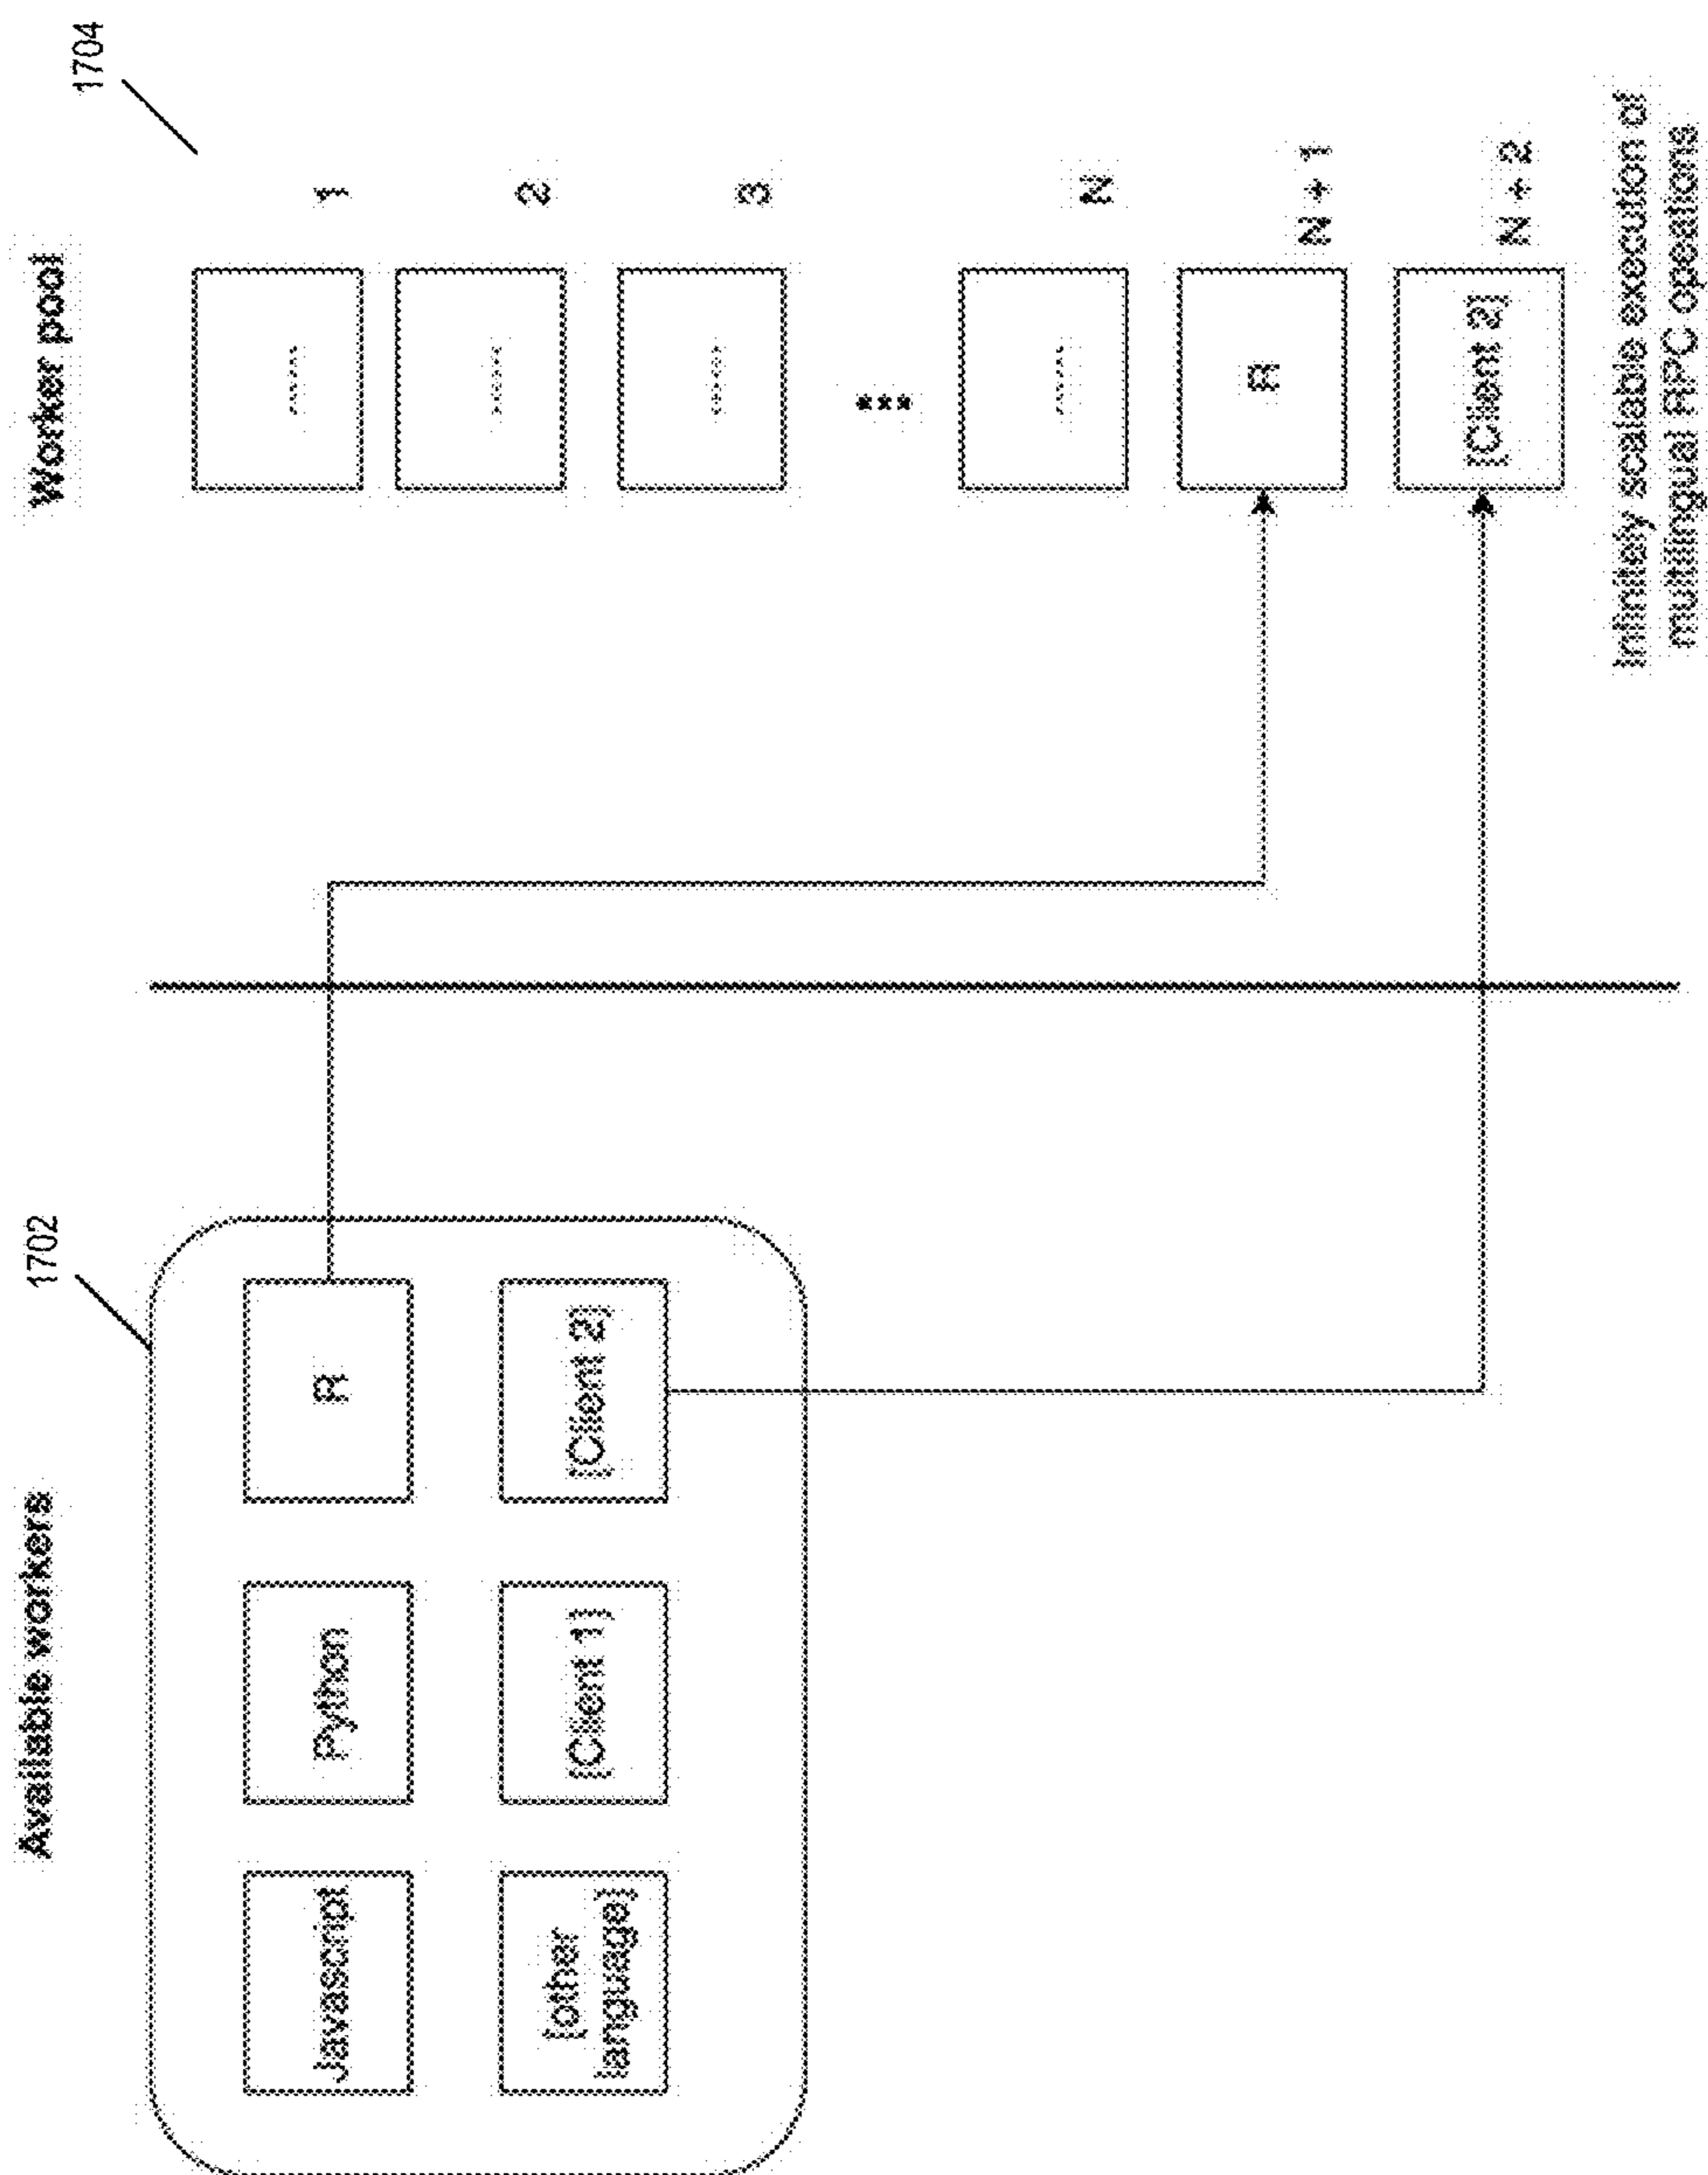 Available workers
1702
Javascript
Python
R
[other
language]
[Client 1]
[Client 2]
Worker pool
1704
----- 1
----- 2
----- 3
...
----- N
R N + 1
[Client 2] N + 2
Infinitely scalable execution of
multilingual RPC opeations